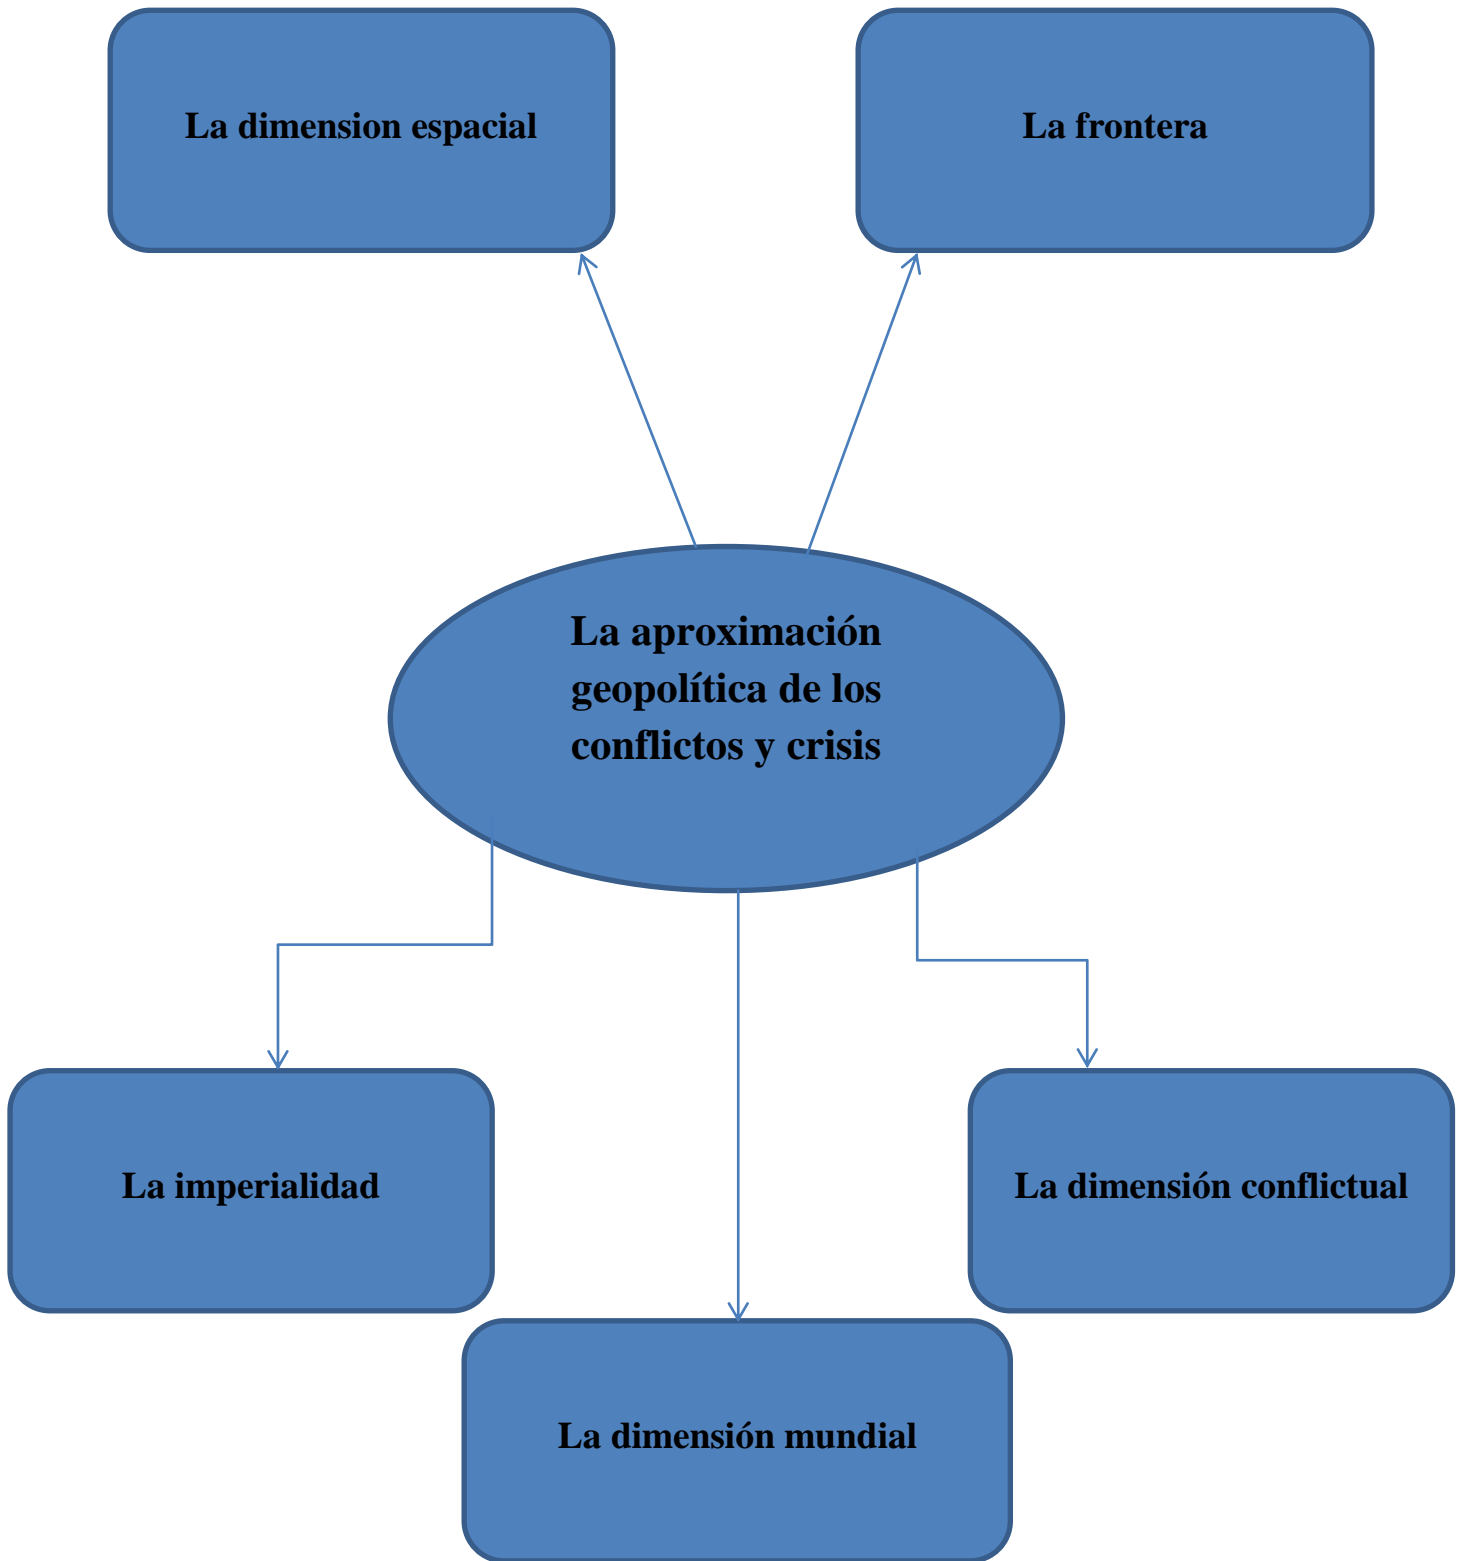 La dimension espacial
La frontera
La aproximación
geopolítica de los
conflictos y crisis
La imperialidad
La dimensión conflictual
La dimensión mundial